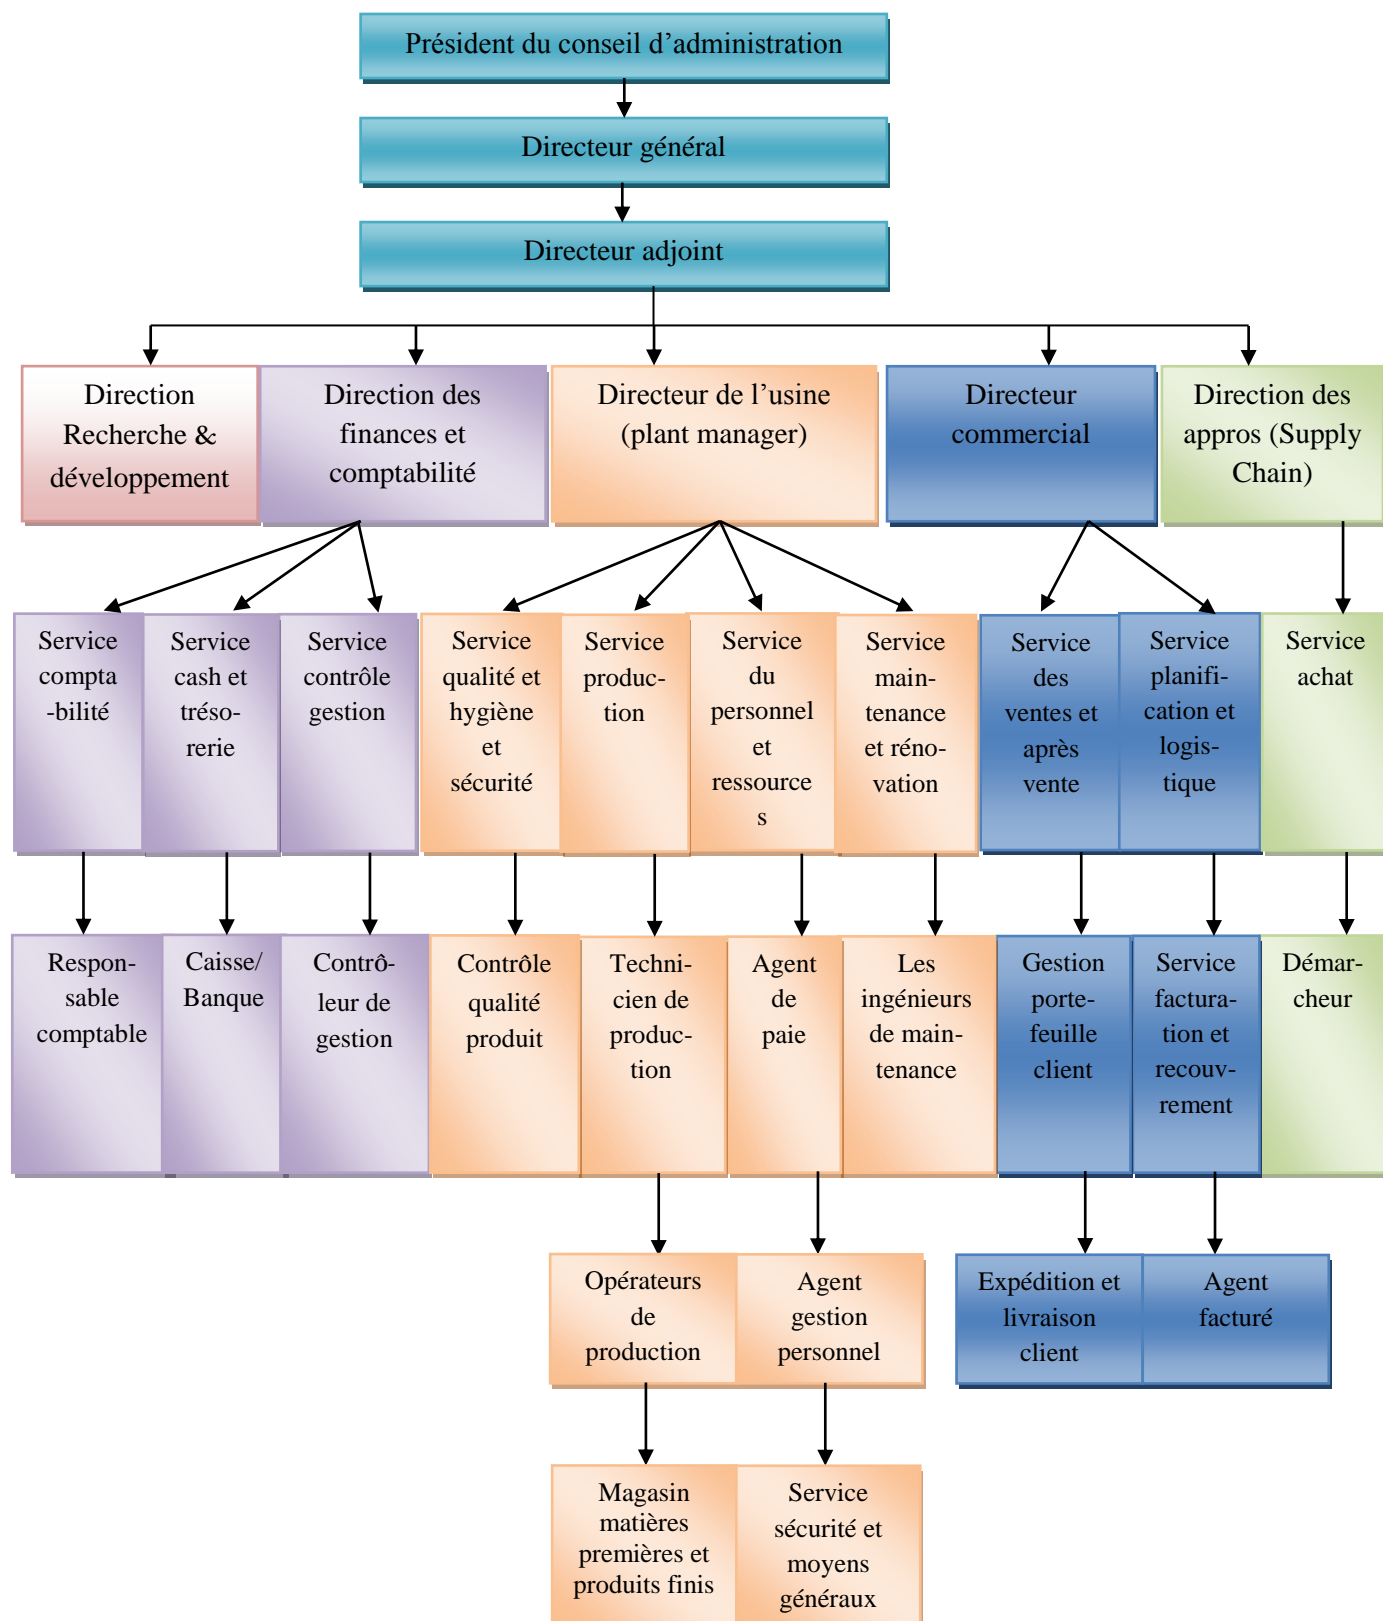 Président du conseil d’administration
Directeur général
Directeur adjoint
Direction
Recherche &
développement
Direction des
finances et
comptabilité
Directeur de l’usine
(plant manager)
Directeur
commercial
Direction des
appros (Supply
Chain)
Service
compta
-bilité
Service
cash et
tréso-
rerie
Service
contrôle
gestion
Service
qualité et
hygiène
et
sécurité
Service
produc-
tion
Service
du
personnel
et
ressource
s
Service
main-
tenance
et réno-
vation
Service
des
ventes et
après
vente
Service
planifi-
cation et
logis-
tique
Service
achat
Respon-
sable
comptable
Caisse/
Banque
Contrô-
leur de
gestion
Contrôle
qualité
produit
Techni-
cien de
produc-
tion
Agent
de
paie
Les
ingénieurs
de main-
tenance
Gestion
porte-
feuille
client
Service
factura-
tion et
recouv-
rement
Démar-
cheur
Opérateurs
de
production
Agent
gestion
personnel
Expédition et
livraison
client
Agent
facturé
Magasin
matières
premières et
produits finis
Service
sécurité et
moyens
généraux